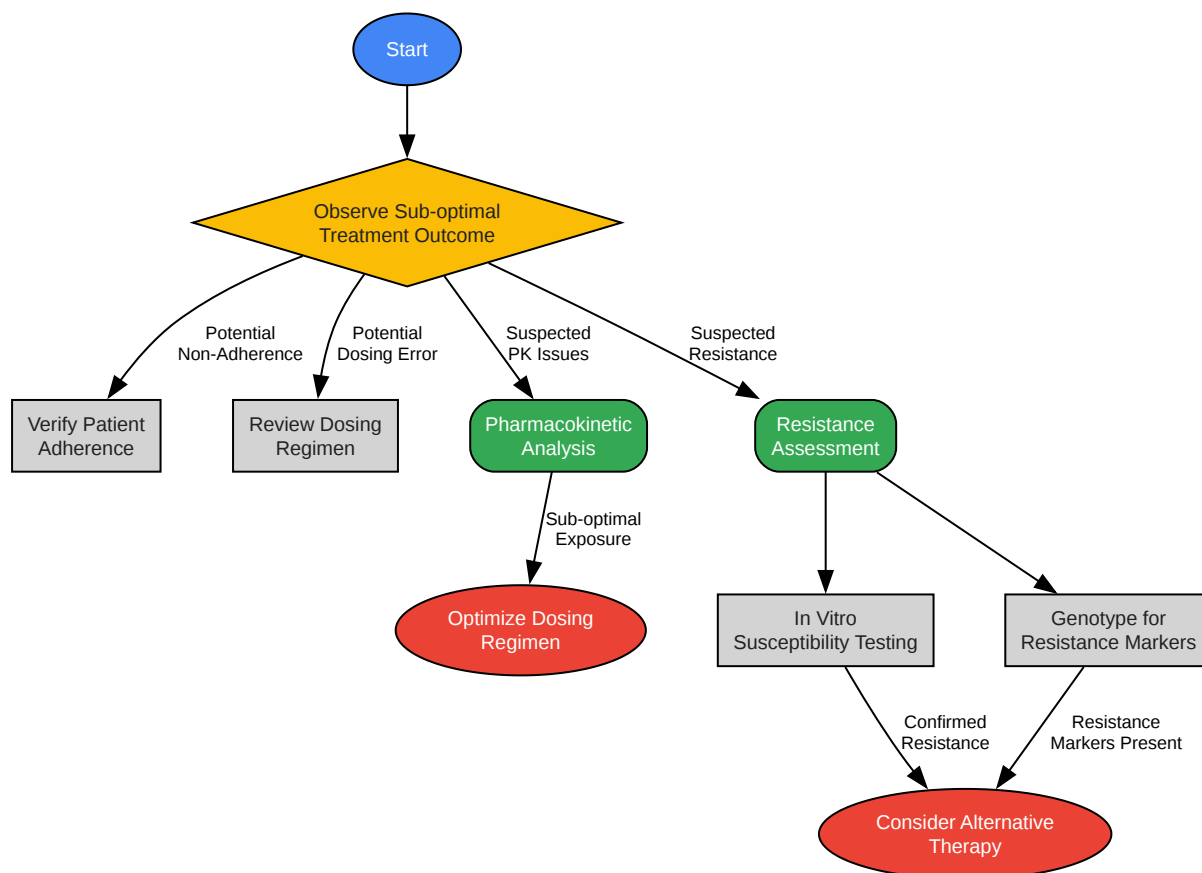 Start
Observe Sub-optimal
Treatment Outcome
Potential
Non-Adherence
Potential
Dosing Error
Suspected
PK Issues
Suspected
Resistance
Verify Patient
Adherence
Review Dosing
Regimen
Pharmacokinetic
Analysis
Resistance
Assessment
Sub-optimal
Exposure
Optimize Dosing
Regimen
In Vitro
Susceptibility Testing
Genotype for
Resistance Markers
Confirmed
Resistance
Resistance
Markers Present
Consider Alternative
Therapy